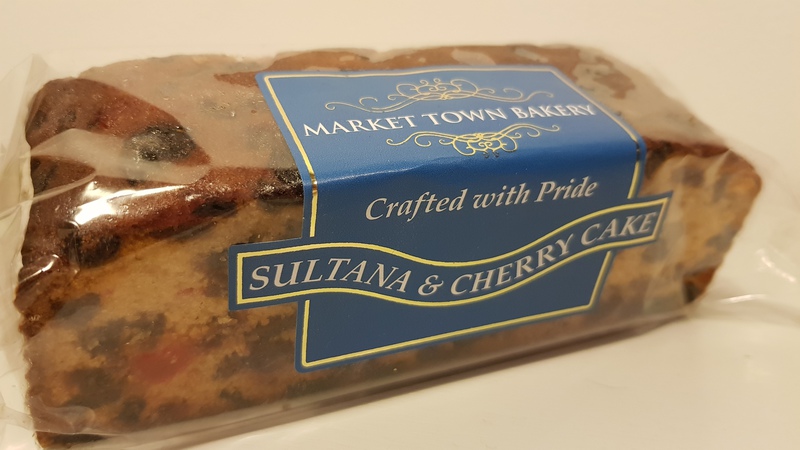 MARKET TOWN BAKERY
Crafted with Pride
SULTANA & CHERRY CAKE